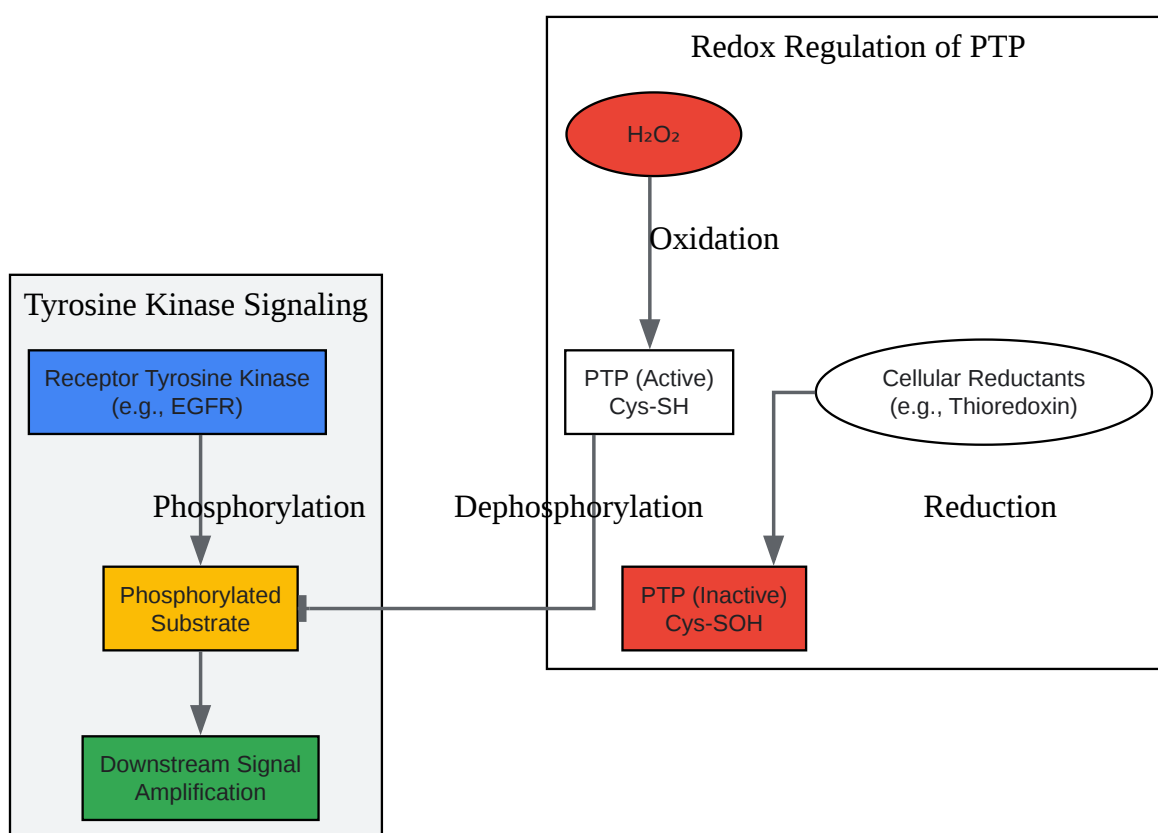 Redox Regulation of PTP
H₂O₂
Oxidation
Tyrosine Kinase Signaling
Receptor Tyrosine Kinase
(e.g., EGFR)
PTP (Active)
Cys-SH
Cellular Reductants
(e.g., Thioredoxin)
Phosphorylation
Dephosphorylation
Reduction
Phosphorylated
Substrate
PTP (Inactive)
Cys-SOH
Downstream Signal
Amplification